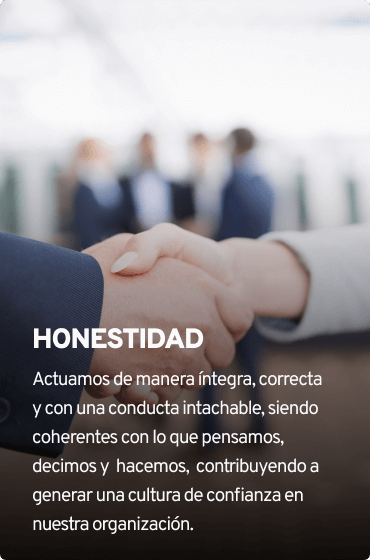 HONESTIDAD
Actuamos de manera íntegra, correcta
y con una conducta intachable, siendo
coherentes con lo que pensamos,
decimos y  hacemos,  contribuyendo a
generar una cultura de confianza en
nuestra organización.